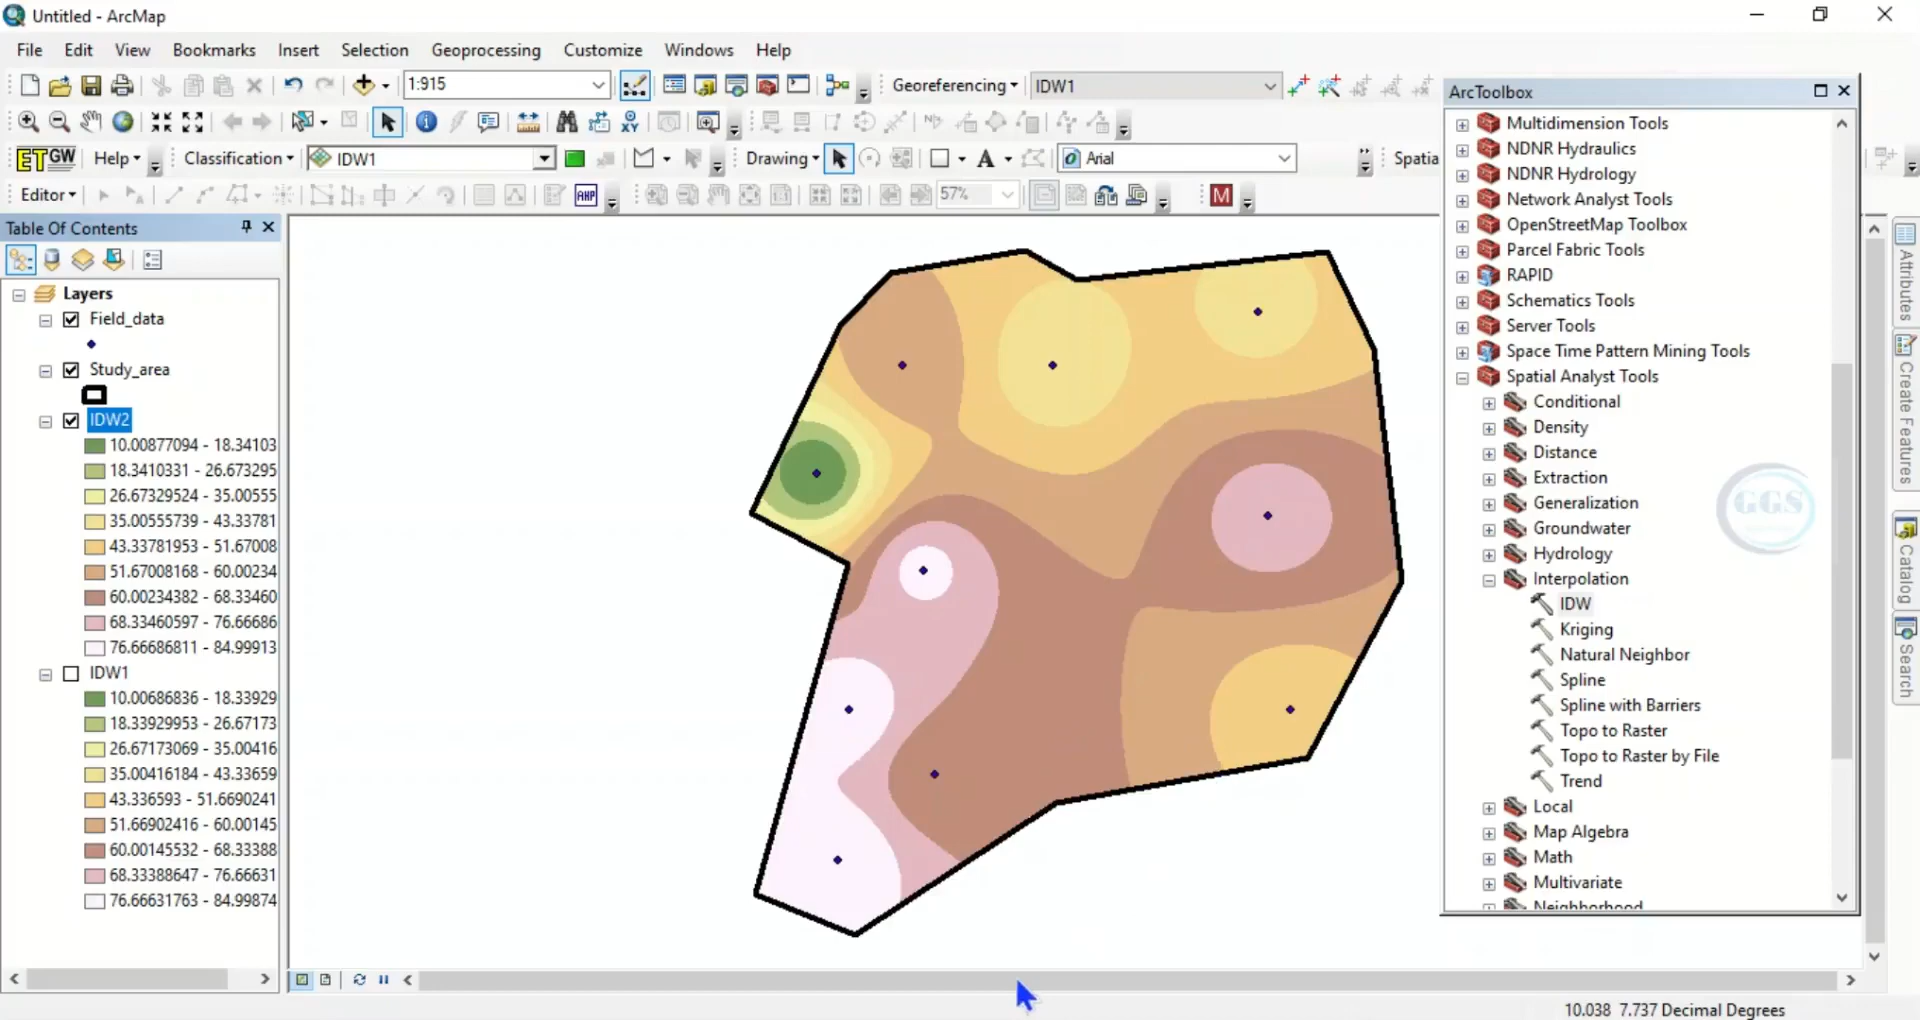 Untitled - ArcMap
File Edit View Bookmarks Insert Selection Geoprocessing Customize Windows Help
1:915
Georeferencing
IDW1
XY
ETGW
Help
Classification
IDW1
Drawing
A
Arial
Spatia
Editor
AHP
57%
M
Table Of Contents
Layers
Field_data
Study_area
IDW2
10.00877094 - 18.34103
18.3410331 - 26.673295
26.67329524 - 35.00555
35.00555739 - 43.33781
43.33781953 - 51.67008
51.67008168 - 60.00234
60.00234382 - 68.33460
68.33460597 - 76.66686
76.66686811 - 84.99913
IDW1
10.00686836 - 18.33929
18.33929953 - 26.67173
26.67173069 - 35.00416
35.00416184 - 43.33659
43.336593 - 51.6690241
51.66902416 - 60.00145
60.00145532 - 68.33388
68.33388647 - 76.66631
76.66631763 - 84.99874
ArcToolbox
Multidimension Tools
NDNR Hydraulics
NDNR Hydrology
Network Analyst Tools
OpenStreetMap Toolbox
Parcel Fabric Tools
RAPID
Schematics Tools
Server Tools
Space Time Pattern Mining Tools
Spatial Analyst Tools
Conditional
Density
Distance
Extraction
Generalization
Groundwater
Hydrology
Interpolation
IDW
Kriging
Natural Neighbor
Spline
Spline with Barriers
Topo to Raster
Topo to Raster by File
Trend
Local
Map Algebra
Math
Multivariate
Neighborhood
GGS
Attributes
Create Features
Catalog
Search
10.038 7.737 Decimal Degrees